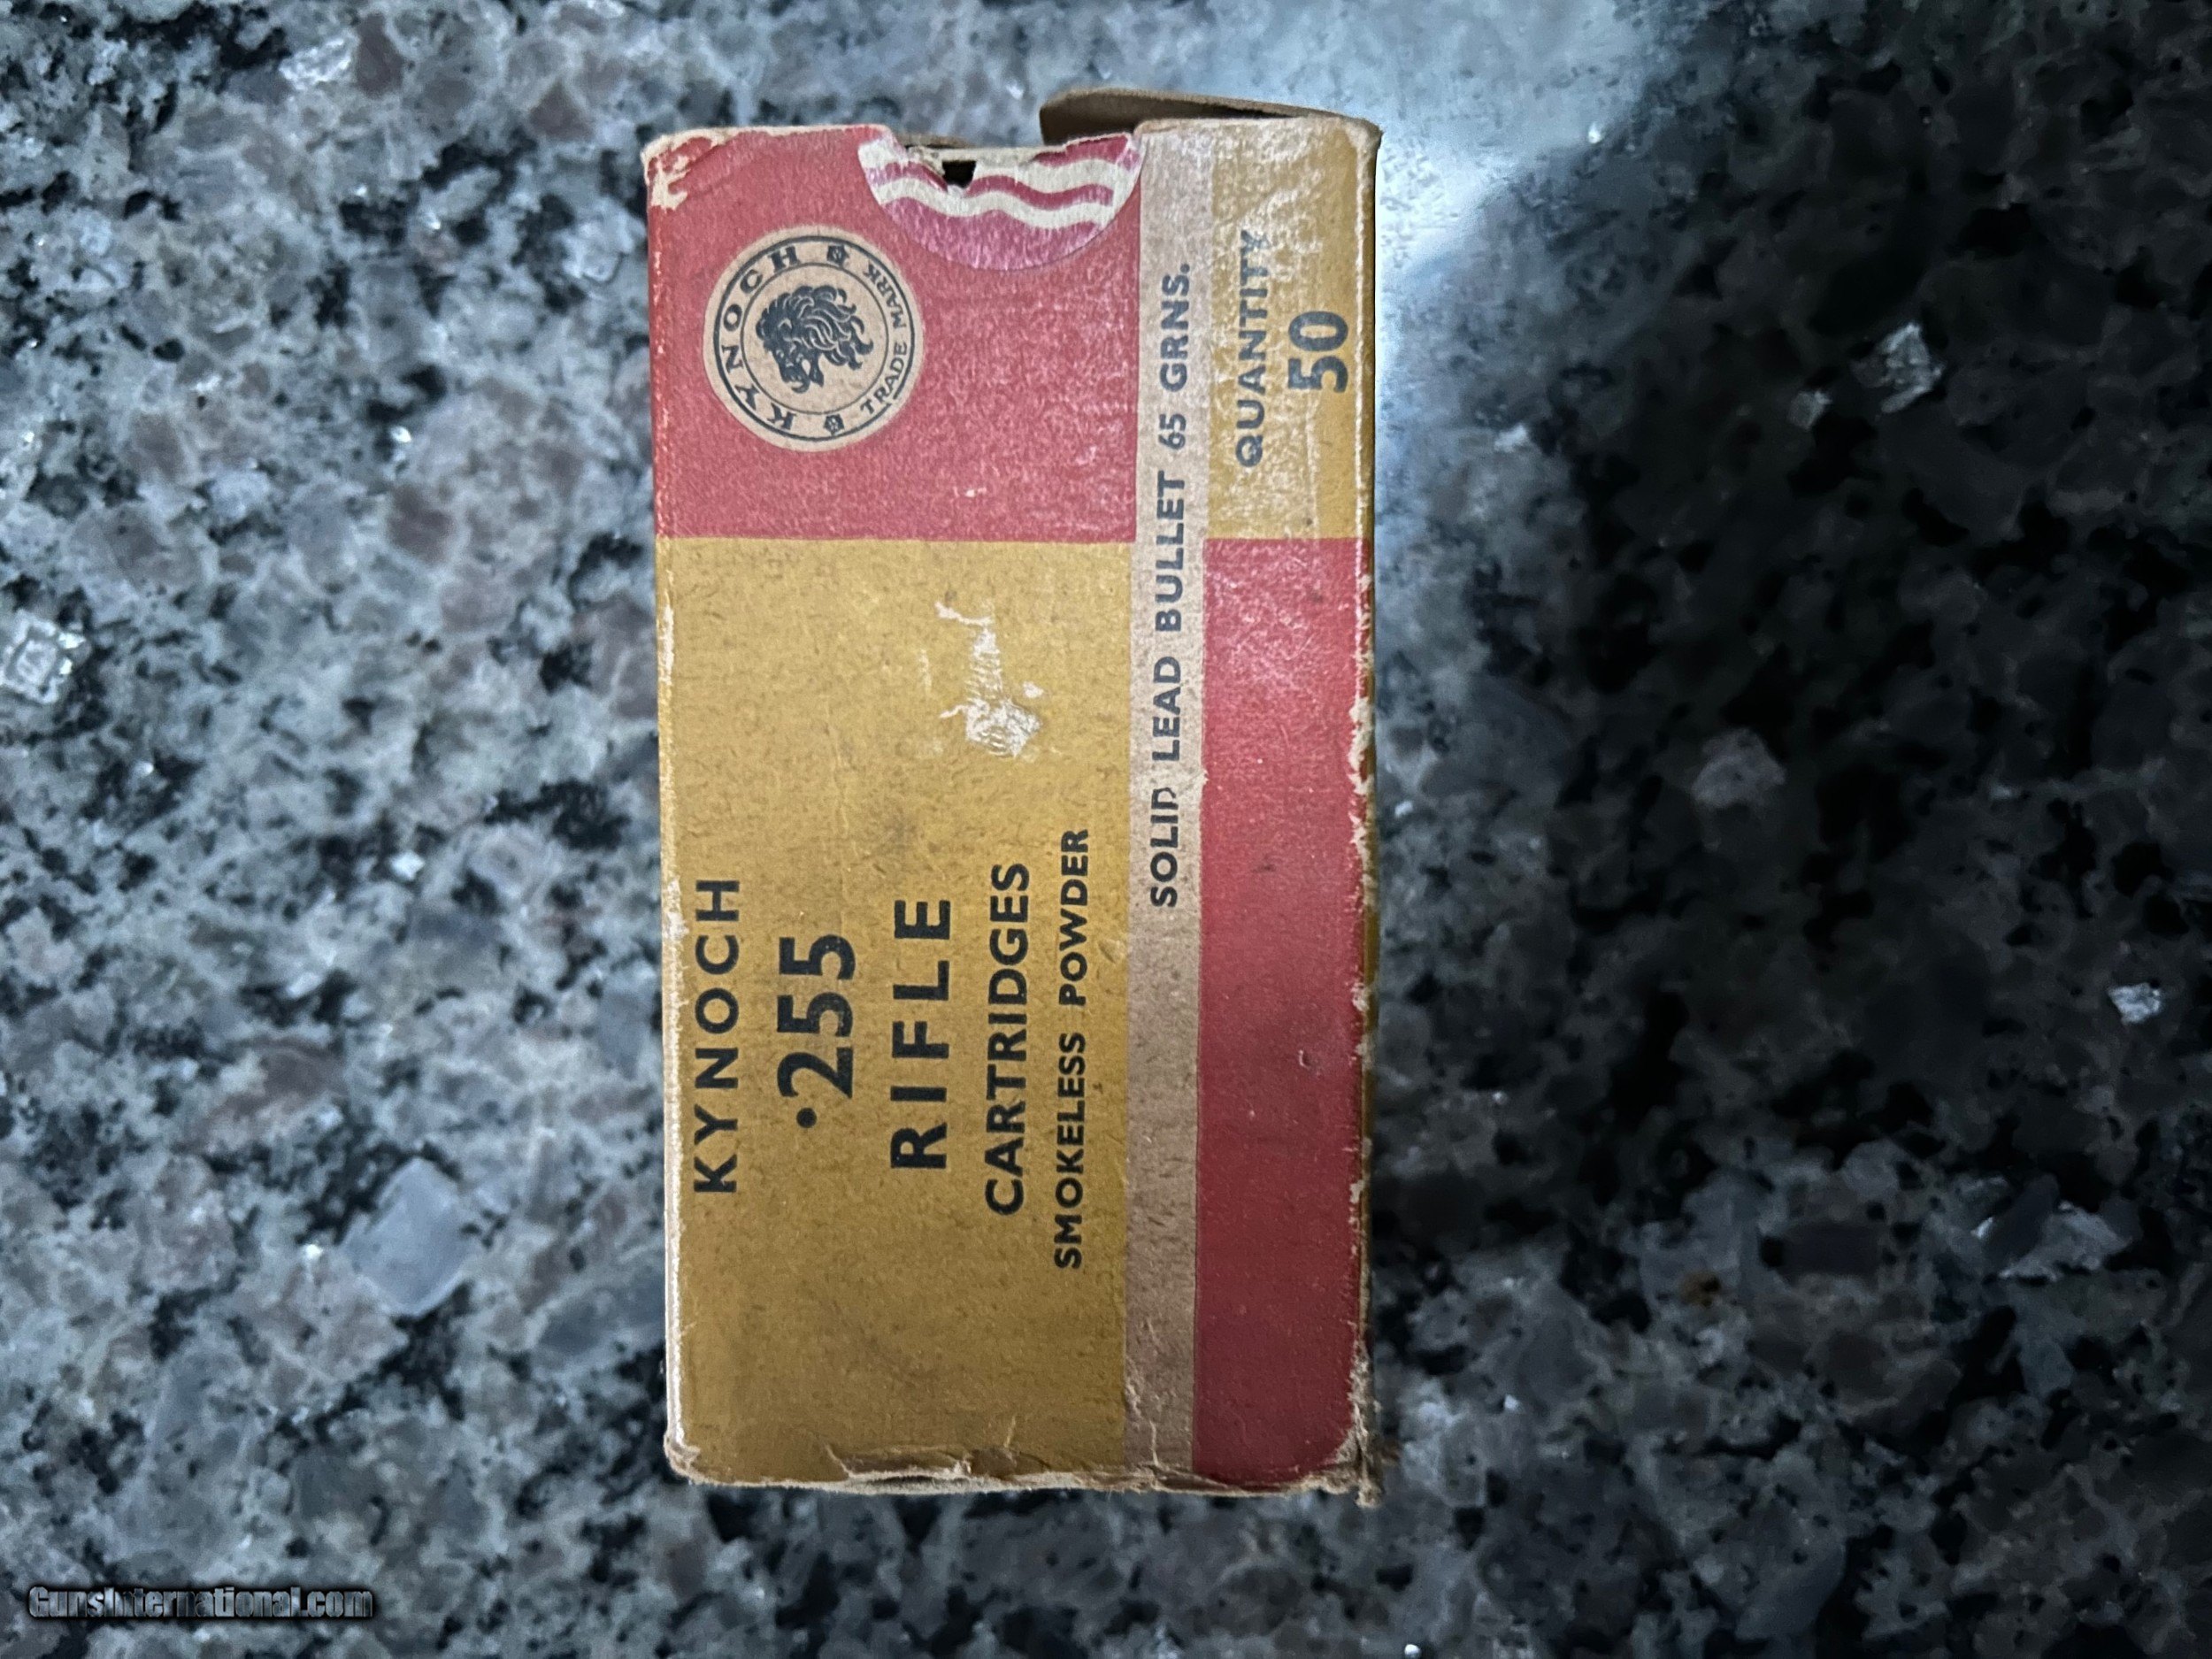 KYNOCH
TRADE MARK
KYNOCH
.255
RIFLE
CARTRIDGES
SMOKELESS POWDER
SOLID LEAD BULLET 65 GRNS.
QUANTITY
50
GunsInternational.com